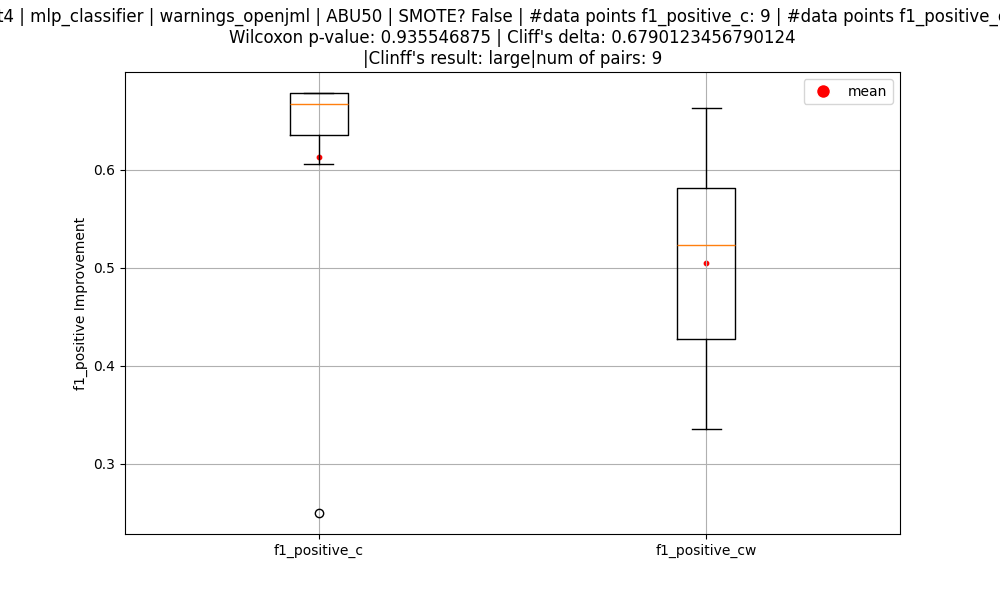 t4 | mlp_classifier | warnings_openjml | ABU50 | SMOTE? False | #data points f1_positive_c: 9 | #data points f1_positive_
Wilcoxon p-value: 0.935546875 | Cliff's delta: 0.6790123456790124
|Clinff's result: large|num of pairs: 9
mean
0.6
0.5
0.4
0.3
f1_positive Improvement
f1_positive_c
f1_positive_cw